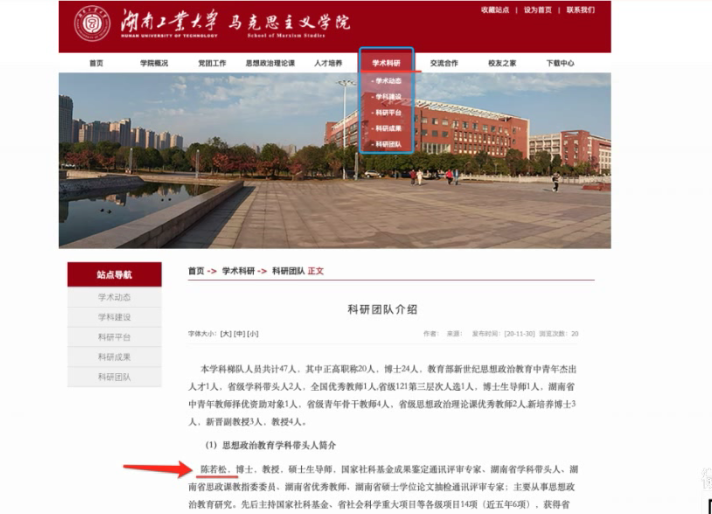 收藏站点 | 设为首页 | 联系我们
湖南工业大学 马克思主义学院
HUNAN UNIVERSITY OF TECHNOLOGY School of Marxism Studies
首页 学院概况 党团工作 思想政治理论课 人才培养 学术科研 交流合作 校友之家 下载中心
- 学术动态
- 学科建设
- 科研平台
- 科研成果
- 科研团队
站点导航
学术动态
学科建设
科研平台
科研成果
科研团队
首页 -> 学术科研 -> 科研团队 正文
科研团队介绍
字体大小: [大] [中] [小] 作者: 来源: 发布时间: [20-11-30] 浏览次数: 20
本学科梯队人员共计47人，其中正高职称20人，博士24人，教育部新世纪思想政治教育中青年杰出
人才1人，省级学科带头人2人，全国优秀教师1人,省级121第三层次人选1人，博士生导师1人，湖南省
中青年教师择优资助对象1人，省级青年骨干教师4人，省级思想政治理论课优秀教师2人,新培养博士3
人，新晋副教授3人，教授4人。
（1）思想政治教育学科带头人简介
陈若松，博士，教授，硕士生导师，国家社科基金成果鉴定通讯评审专家、湖南省学科带头人、湖
南省思政课教指委委员，湖南省优秀教师，湖南省硕士学位论文抽检通讯评审专家；主要从事思想政
治教育研究。先后主持国家社科基金、省社会科学重大项目等各级项目14项（近五年6项），获得省